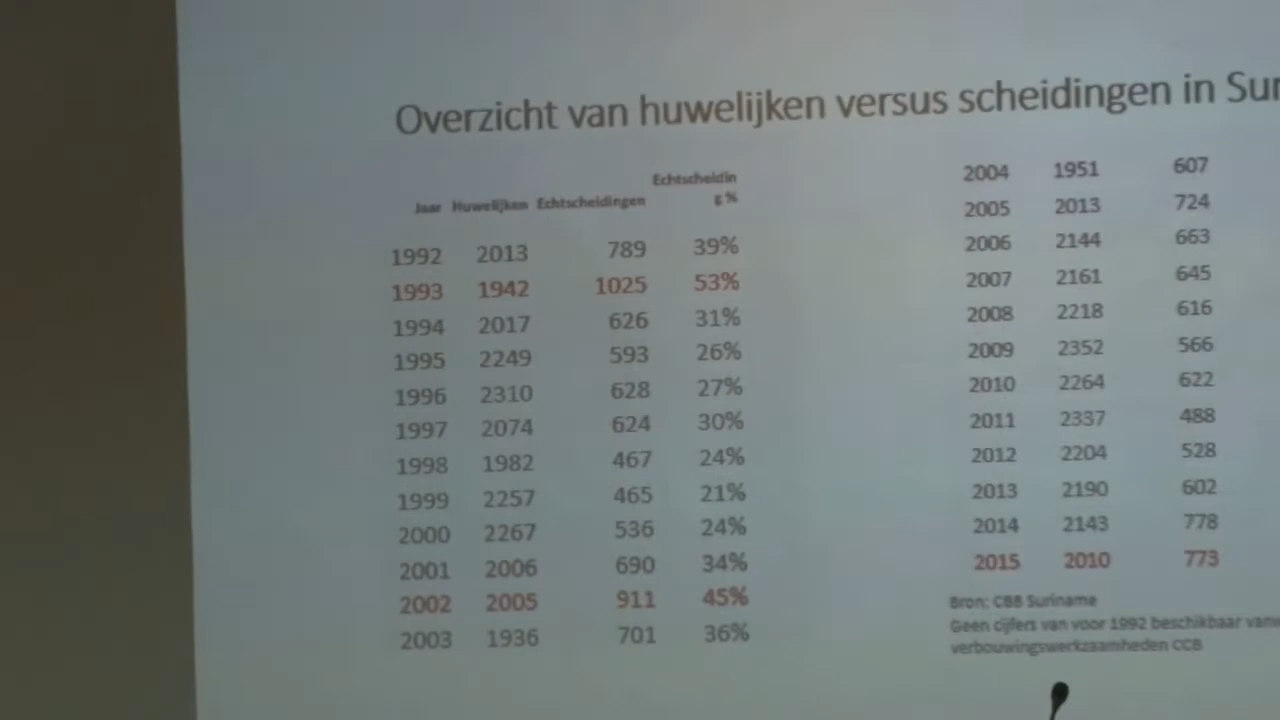 Overzicht van huwelijken versus scheidingen in Sur
Jaar Huwelijken Echtscheidingen Echtscheidin
g %
1992 2013 789 39%
1993 1942 1025 53%
1994 2017 626 31%
1995 2249 593 26%
1996 2310 628 27%
1997 2074 624 30%
1998 1982 467 24%
1999 2257 465 21%
2000 2267 536 24%
2001 2006 690 34%
2002 2005 911 45%
2003 1936 701 36%
2004 1951 607
2005 2013 724
2006 2144 663
2007 2161 645
2008 2218 616
2009 2352 566
2010 2264 622
2011 2337 488
2012 2204 528
2013 2190 602
2014 2143 778
2015 2010 773
Bron: CBB Suriname
Geen cijfers van voor 1992 beschikbaar vanw
verbouwingswerkzaamheden CCB